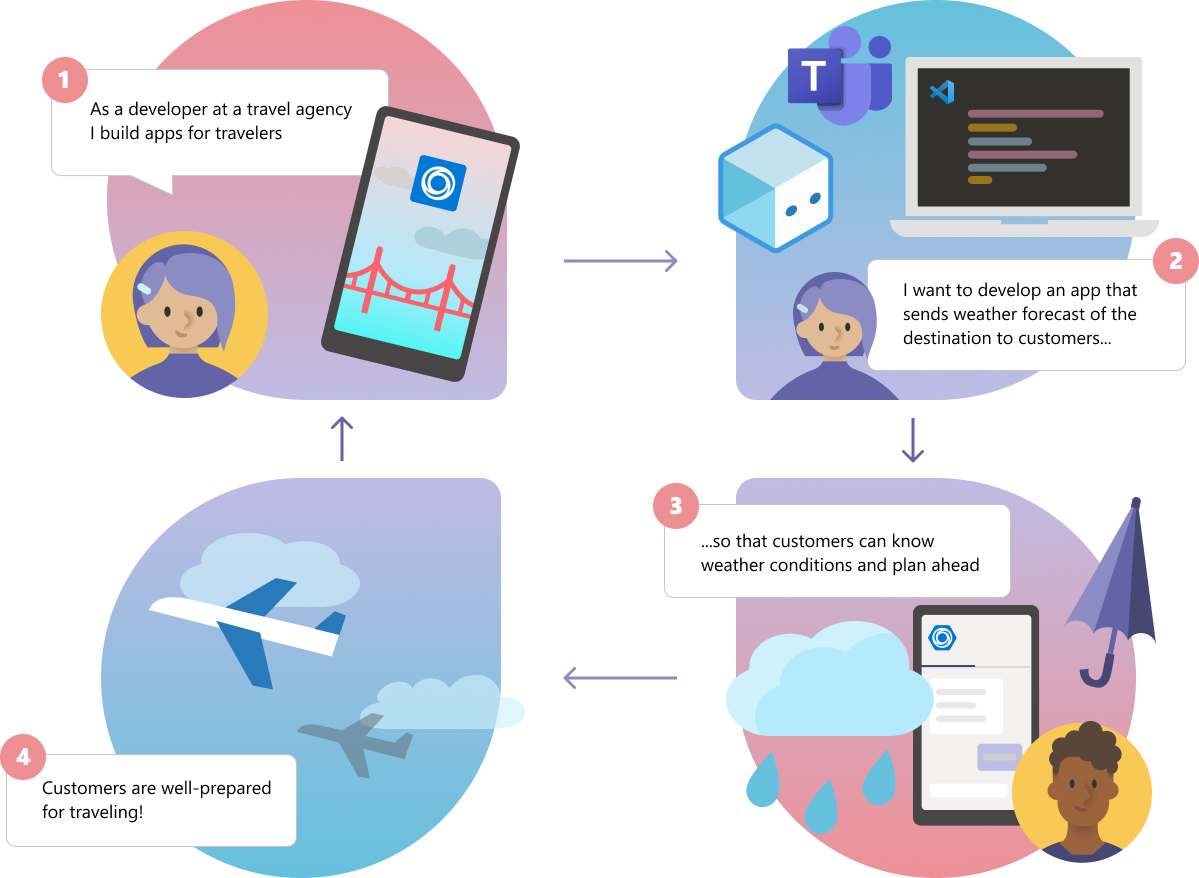 1
As a developer at a travel agency
I build apps for travelers
T
2
I want to develop an app that
sends weather forecast of the
destination to customers...
3
...so that customers can know
weather conditions and plan ahead
4
Customers are well-prepared
for traveling!